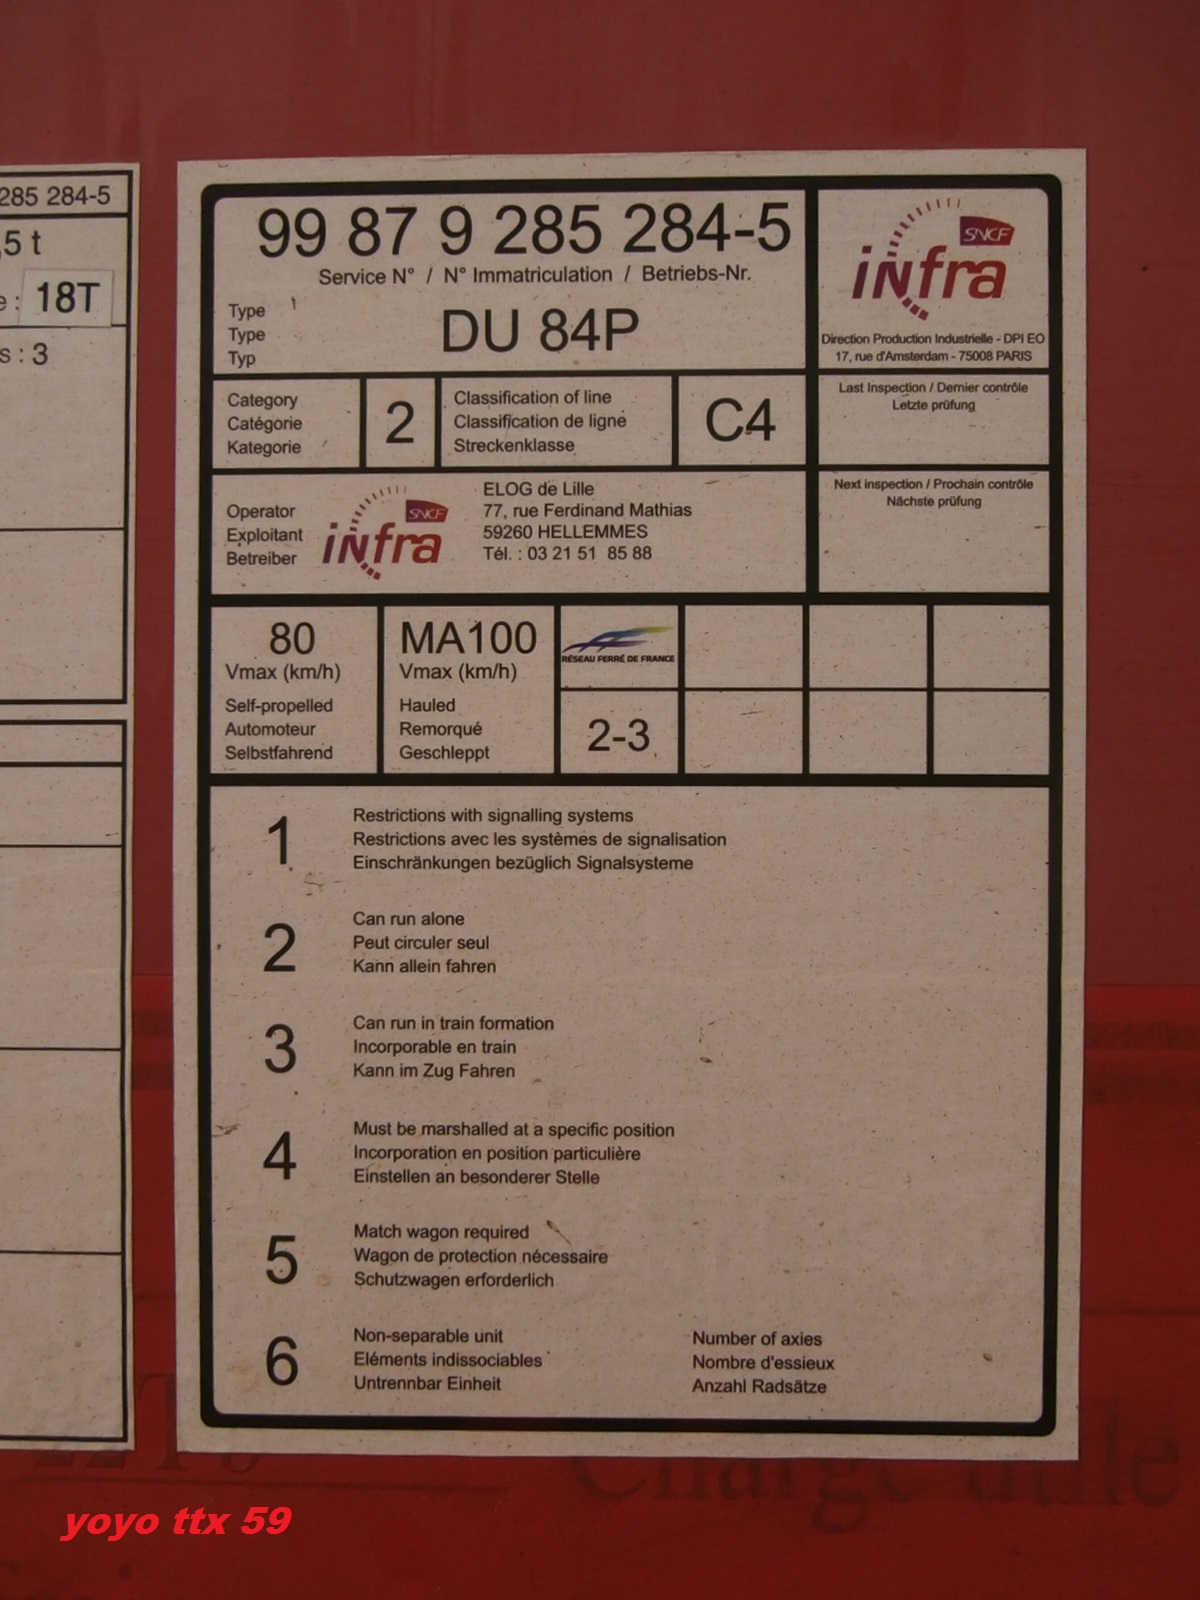 285 284-5
,5 t
e : 18T
s : 3
99 87 9 285 284-5
Service N° / N° Immatriculation / Betriebs-Nr.
Type
Type
Typ
DU 84P
SNCF
infra
Direction Production Industrielle - DPI EO
17, rue d'Amsterdam - 75008 PARIS
Category
Catégorie
Kategorie
2
Classification of line
Classification de ligne
Streckenklasse
C4
Last Inspection / Dernier contrôle
Letzte prüfung
Operator
Exploitant
Betreiber
SNCF
infra
ELOG de Lille
77, rue Ferdinand Mathias
59260 HELLEMMES
Tél. : 03 21 51 85 88
Next inspection / Prochain contrôle
Nächste prüfung
80
Vmax (km/h)
Self-propelled
Automoteur
Selbstfahrend
MA100
Vmax (km/h)
Hauled
Remorqué
Geschleppt
RÉSEAU FERRÉ DE FRANCE
2-3
1
Restrictions with signalling systems
Restrictions avec les systèmes de signalisation
Einschränkungen bezüglich Signalsysteme
2
Can run alone
Peut circuler seul
Kann allein fahren
3
Can run in train formation
Incorporable en train
Kann im Zug Fahren
4
Must be marshalled at a specific position
Incorporation en position particulière
Einstellen an besonderer Stelle
5
Match wagon required
Wagon de protection nécessaire
Schutzwagen erforderlich
6
Non-separable unit
Eléments indissociables
Untrennbar Einheit
Number of axies
Nombre d'essieux
Anzahl Radsätze
Charge utile
yoyo ttx 59